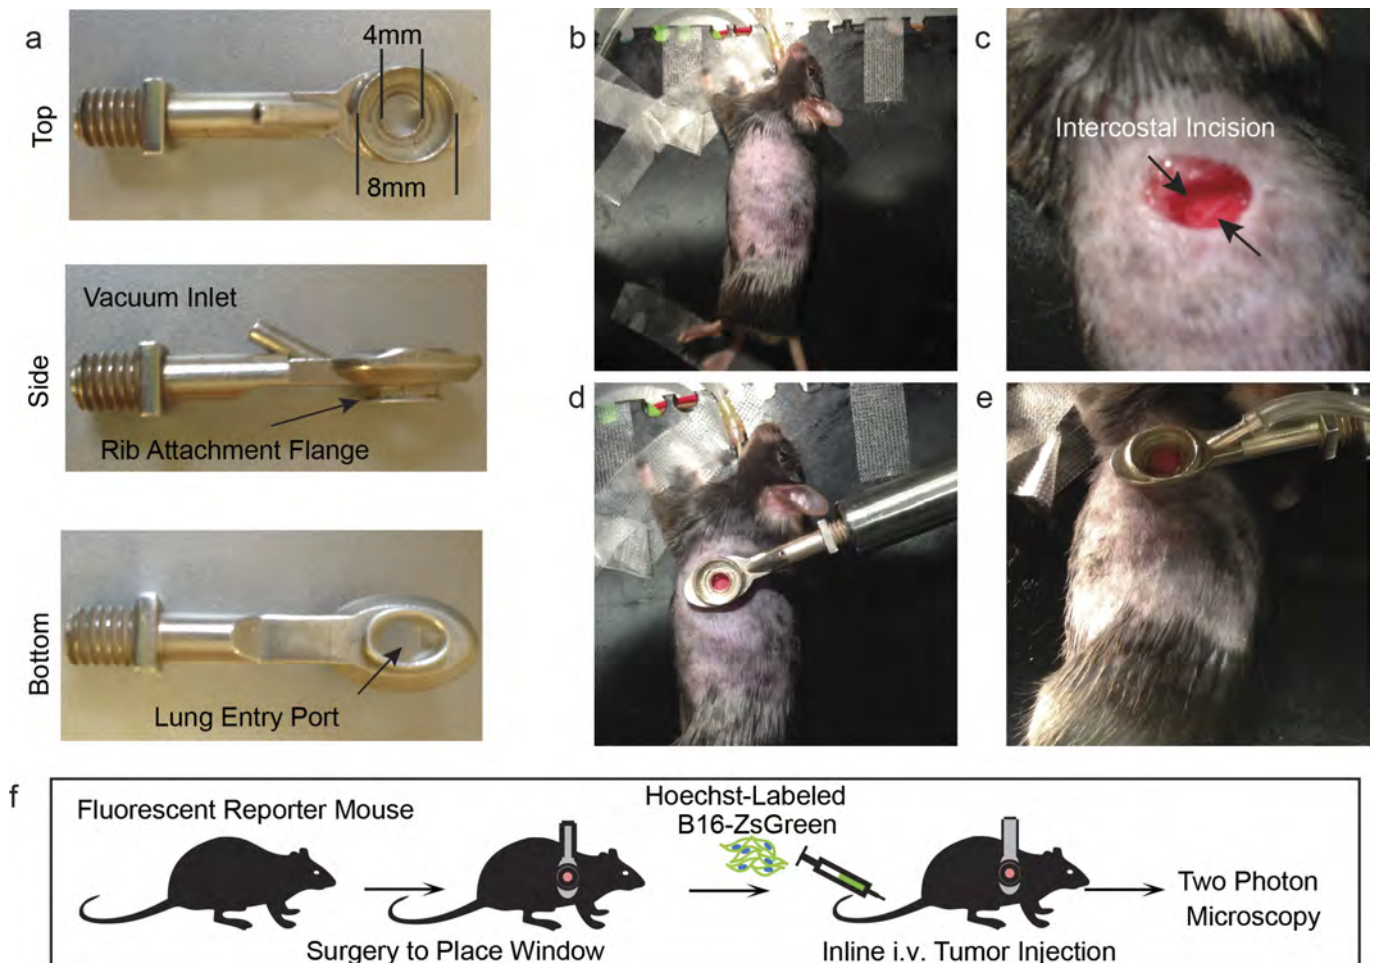 a
Top
4mm
8mm
Side
Vacuum Inlet
Rib Attachment Flange
Bottom
Lung Entry Port
b
c
Intercostal Incision
d
e
f
Fluorescent Reporter Mouse
Surgery to Place Window
Hoechst-Labeled
B16-ZsGreen
Inline i.v. Tumor Injection
Two Photon
Microscopy